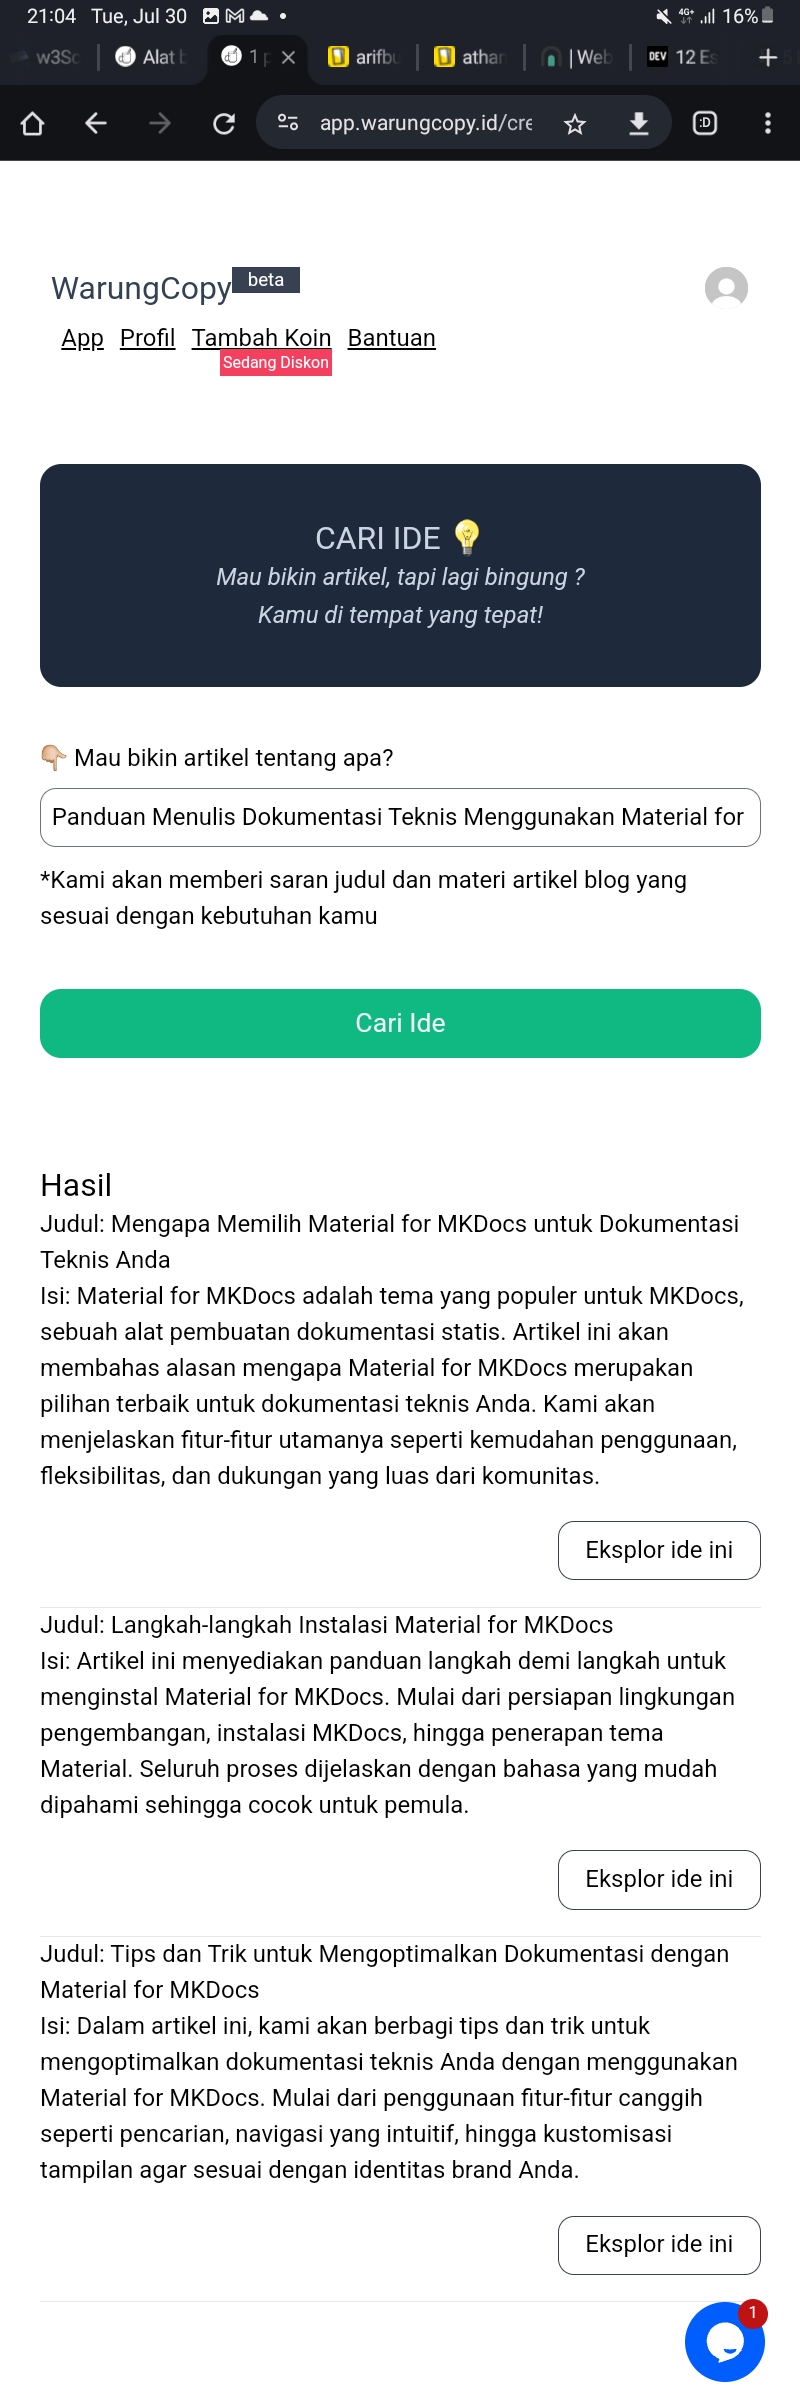 21:04 Tue, Jul 30 4G+ 16%
w3Sc Alat b 1 p arifbu athan | Web DEV 12 Es
app.warungcopy.id/cre :D
WarungCopy beta
App Profil Tambah Koin Bantuan
Sedang Diskon
CARI IDE 💡
Mau bikin artikel, tapi lagi bingung ?
Kamu di tempat yang tepat!
👇🏼 Mau bikin artikel tentang apa?
Panduan Menulis Dokumentasi Teknis Menggunakan Material for
*Kami akan memberi saran judul dan materi artikel blog yang
sesuai dengan kebutuhan kamu
Cari Ide
Hasil
Judul: Mengapa Memilih Material for MKDocs untuk Dokumentasi
Teknis Anda
Isi: Material for MKDocs adalah tema yang populer untuk MKDocs,
sebuah alat pembuatan dokumentasi statis. Artikel ini akan
membahas alasan mengapa Material for MKDocs merupakan
pilihan terbaik untuk dokumentasi teknis Anda. Kami akan
menjelaskan fitur-fitur utamanya seperti kemudahan penggunaan,
fleksibilitas, dan dukungan yang luas dari komunitas.
Eksplor ide ini
Judul: Langkah-langkah Instalasi Material for MKDocs
Isi: Artikel ini menyediakan panduan langkah demi langkah untuk
menginstal Material for MKDocs. Mulai dari persiapan lingkungan
pengembangan, instalasi MKDocs, hingga penerapan tema
Material. Seluruh proses dijelaskan dengan bahasa yang mudah
dipahami sehingga cocok untuk pemula.
Eksplor ide ini
Judul: Tips dan Trik untuk Mengoptimalkan Dokumentasi dengan
Material for MKDocs
Isi: Dalam artikel ini, kami akan berbagi tips dan trik untuk
mengoptimalkan dokumentasi teknis Anda dengan menggunakan
Material for MKDocs. Mulai dari penggunaan fitur-fitur canggih
seperti pencarian, navigasi yang intuitif, hingga kustomisasi
tampilan agar sesuai dengan identitas brand Anda.
Eksplor ide ini
1